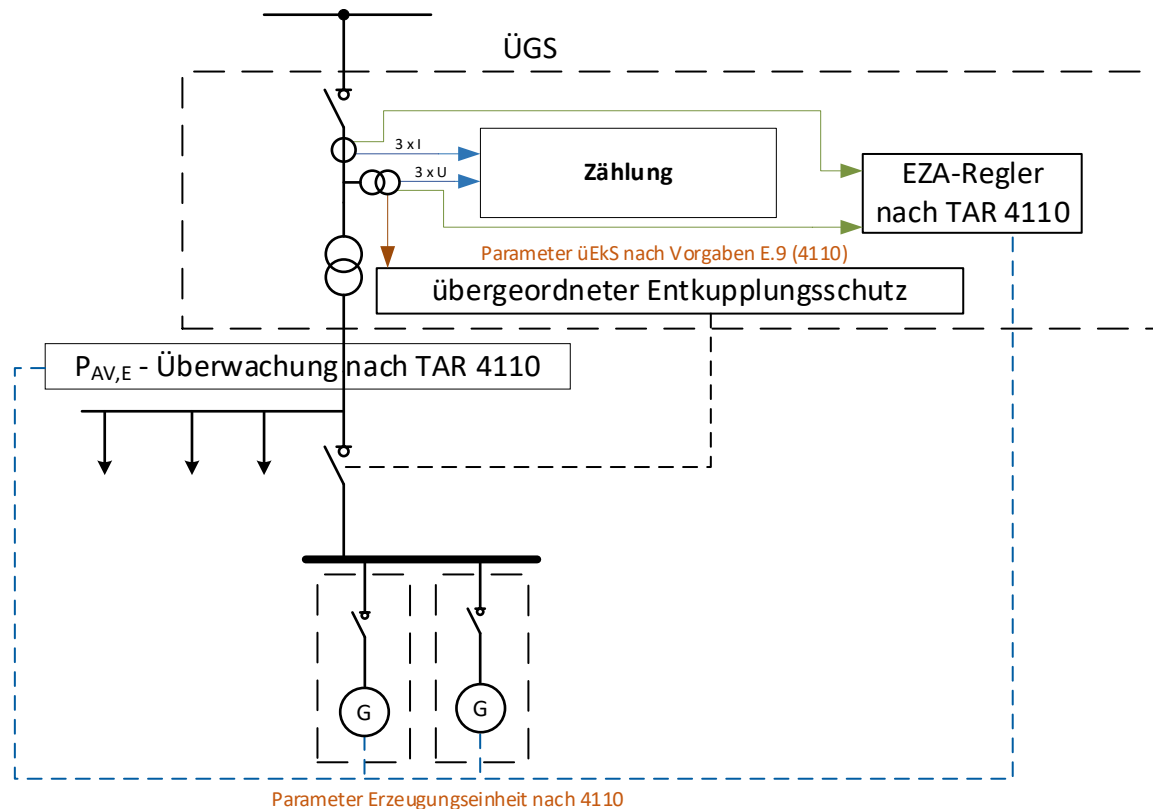 ÜGS
3 x I
3 x U
Zählung
EZA-Regler
nach TAR 4110
Parameter üEkS nach Vorgaben E.9 (4110)
übergeordneter Entkupplungsschutz
PAV,E - Überwachung nach TAR 4110
G
G
Parameter Erzeugungseinheit nach 4110